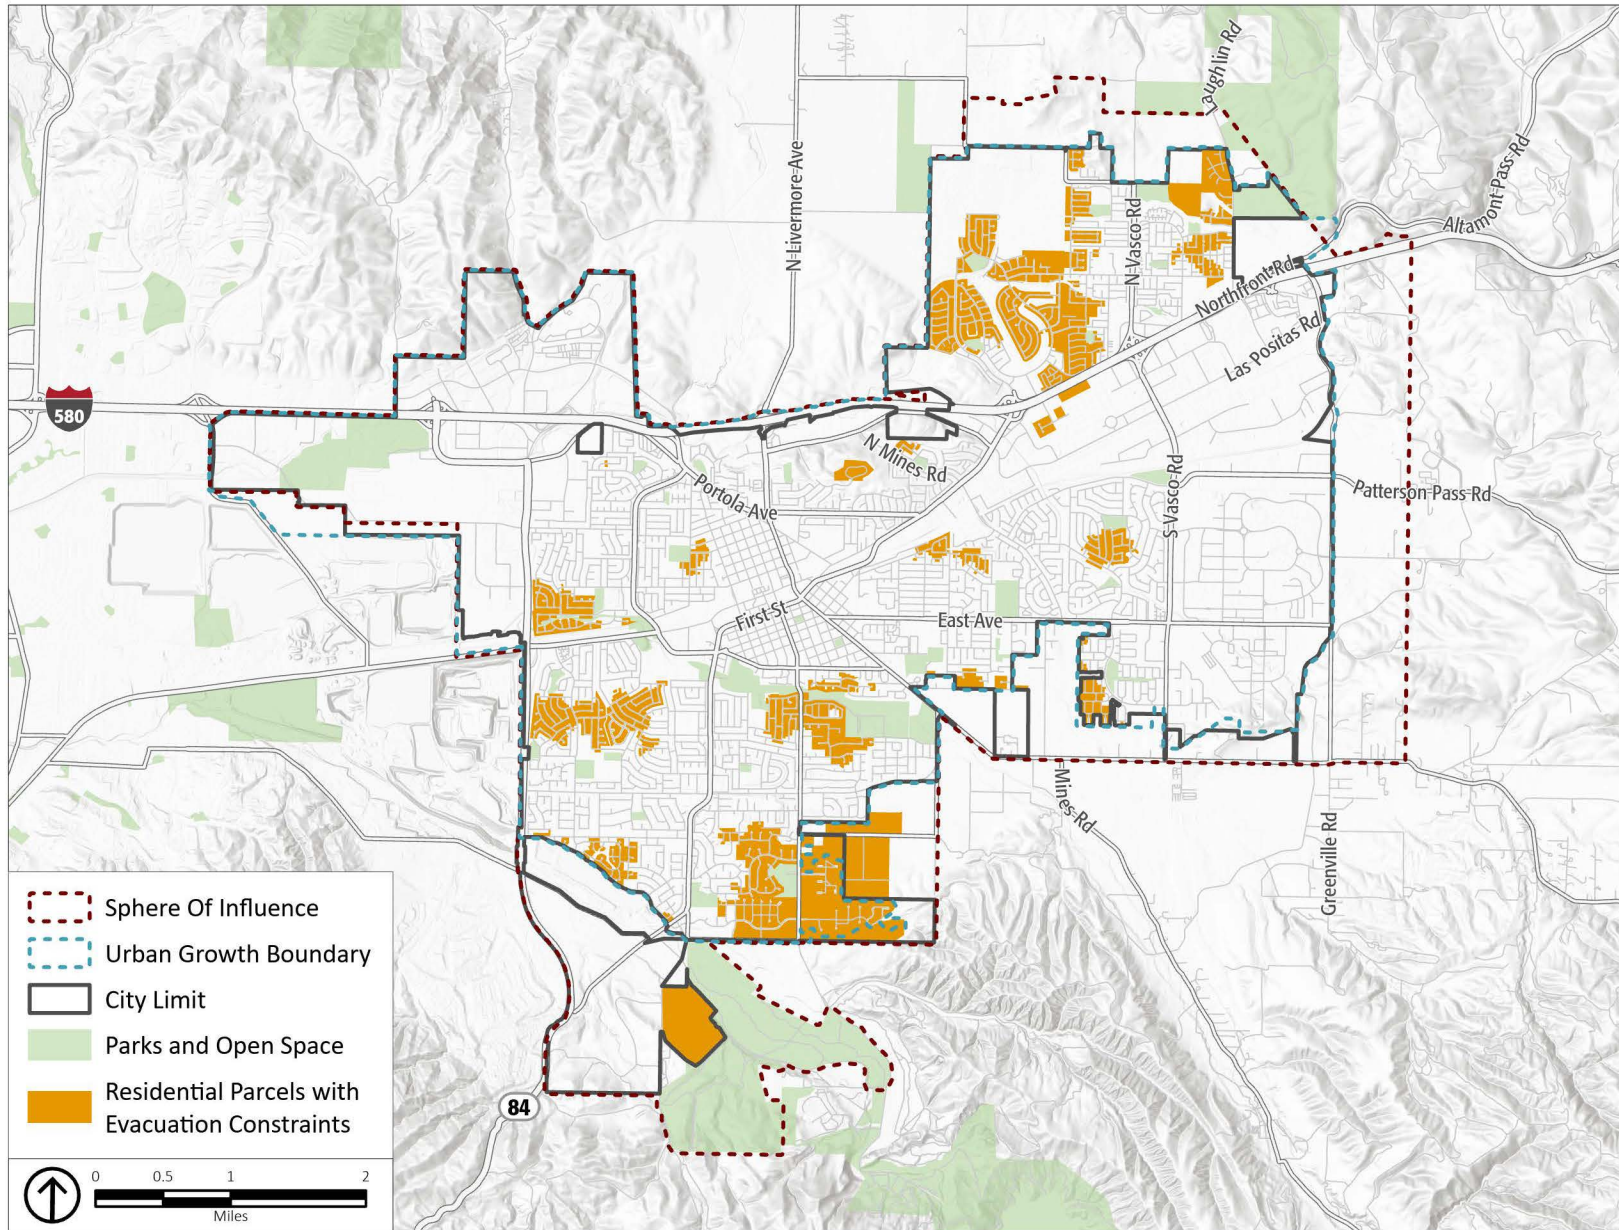 aughlin Rd
Altamont Pass Rd
N Eivermore Ave
N Vasco Rd
Northfront Rd
Las Positas Rd
580
N Mines Rd
Portola Ave
S Vasco Rd
Patterson Pass Rd
First St
East Ave
Mines Rd
Greenville Rd
84
Sphere Of Influence
Urban Growth Boundary
City Limit
Parks and Open Space
Residential Parcels with
Evacuation Constraints
0 0.5 1 2
Miles